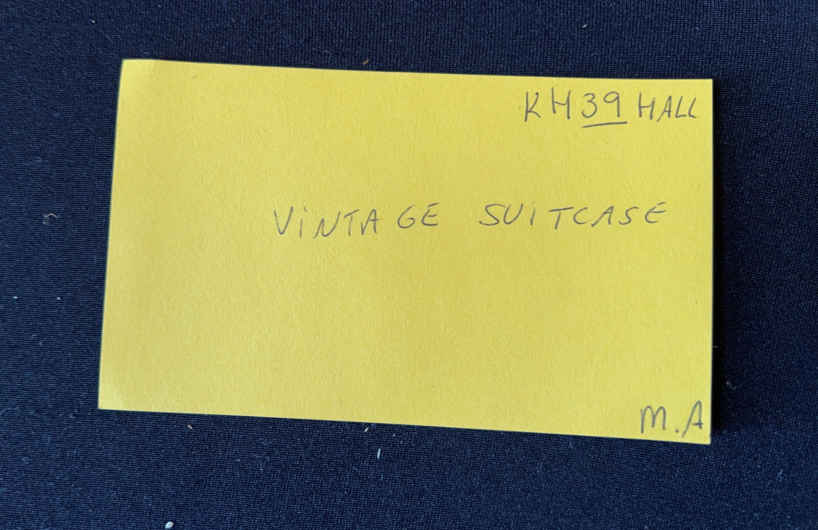 KH39 HALL
ViNTAGE SUiTCASE
M.A